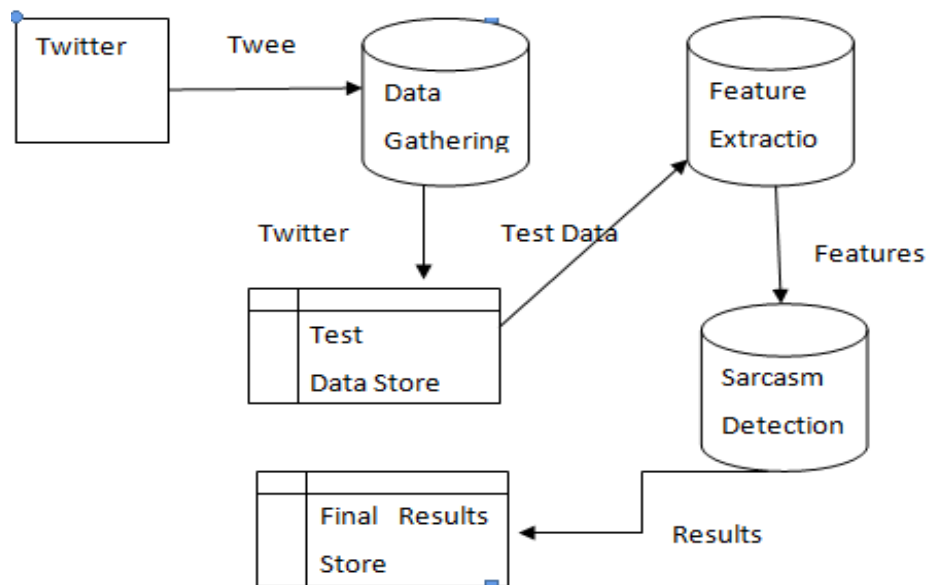 Twitter
Twee
Data
Gathering
Feature
Extractio
Twitter
Test Data
Features
Test
Data Store
Sarcasm
Detection
Final Results
Store
Results